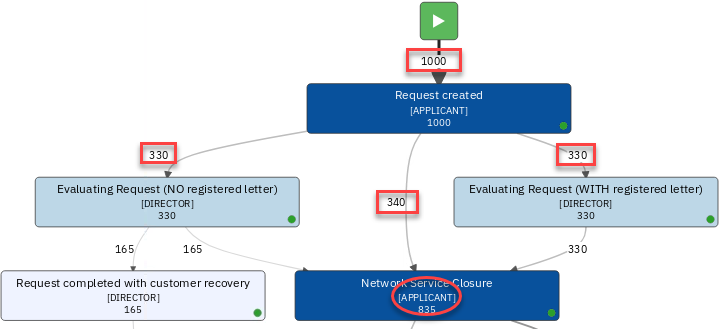 1000
Request created
[APPLICANT]
1000
330
330
Evaluating Request (NO registered letter)
[DIRECTOR]
330
340
Evaluating Request (WITH registered letter)
[DIRECTOR]
330
165
165
330
Request completed with customer recovery
[DIRECTOR]
165
Network Service Closure
[APPLICANT]
835